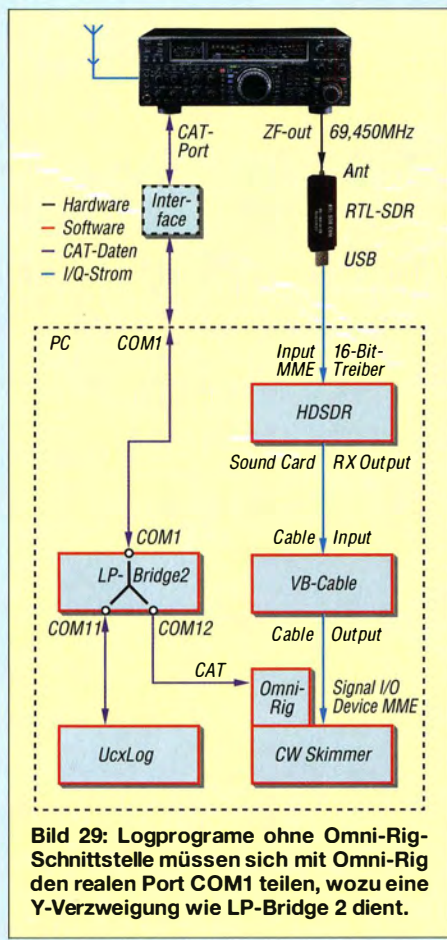 CAT-
Port
ZF-out 69,450MHz
Ant
RTL-SDR
USB
Inter-
face
Hardware
Software
CAT-Daten
I/Q-Strom
PC COM1
Input 16-Bit-
MME Treiber
HDSDR
Sound Card RX Output
COM1
LP- Bridge2
COM11 COM12
Cable Input
VB-Cable
Cable Output
CAT
Omni-
Rig
Signal I/O
Device MME
UcxLog
CW Skimmer
Bild 29: Logprograme ohne Omni-Rig-
Schnittstelle müssen sich mit Omni-Rig
den realen Port COM1 teilen, wozu eine
Y-Verzweigung wie LP-Bridge 2 dient.